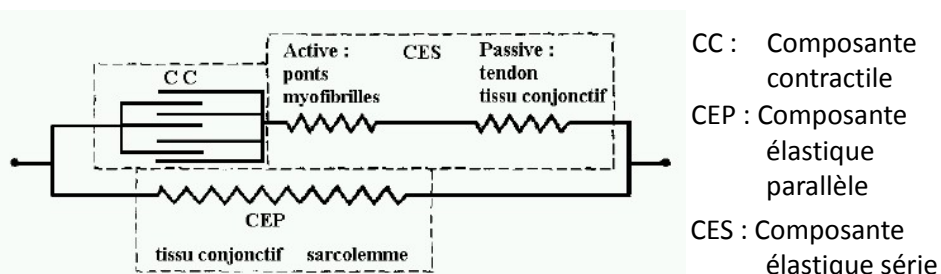 Active : CES Passive :
CC ponts tendon
myofibrilles tissu conjonctif
CEP
tissu conjonctif sarcolemme
CC : Composante
contractile
CEP : Composante
élastique
parallèle
CES : Composante
élastique série